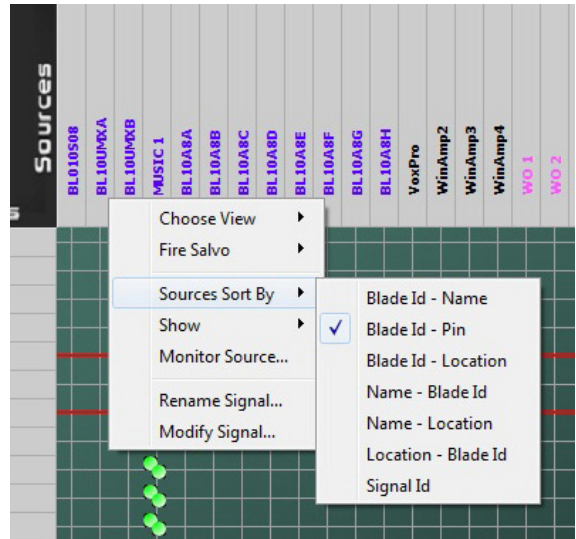 Sources
BL010S08
BL10UMXA
BL10UMXB
MUSIC 1
BL10A8A
BL10A8B
BL10A8C
BL10A8D
BL10A8E
BL10A8F
BL10A8G
BL10A8H
VoxPro
WinAmp2
WinAmp3
WinAmp4
WO 1
WO 2
Choose View
Fire Salvo
Sources Sort By
Show
Monitor Source...
Rename Signal...
Modify Signal...
Blade Id - Name
Blade Id - Pin
Blade Id - Location
Name - Blade Id
Name - Location
Location - Blade Id
Signal Id